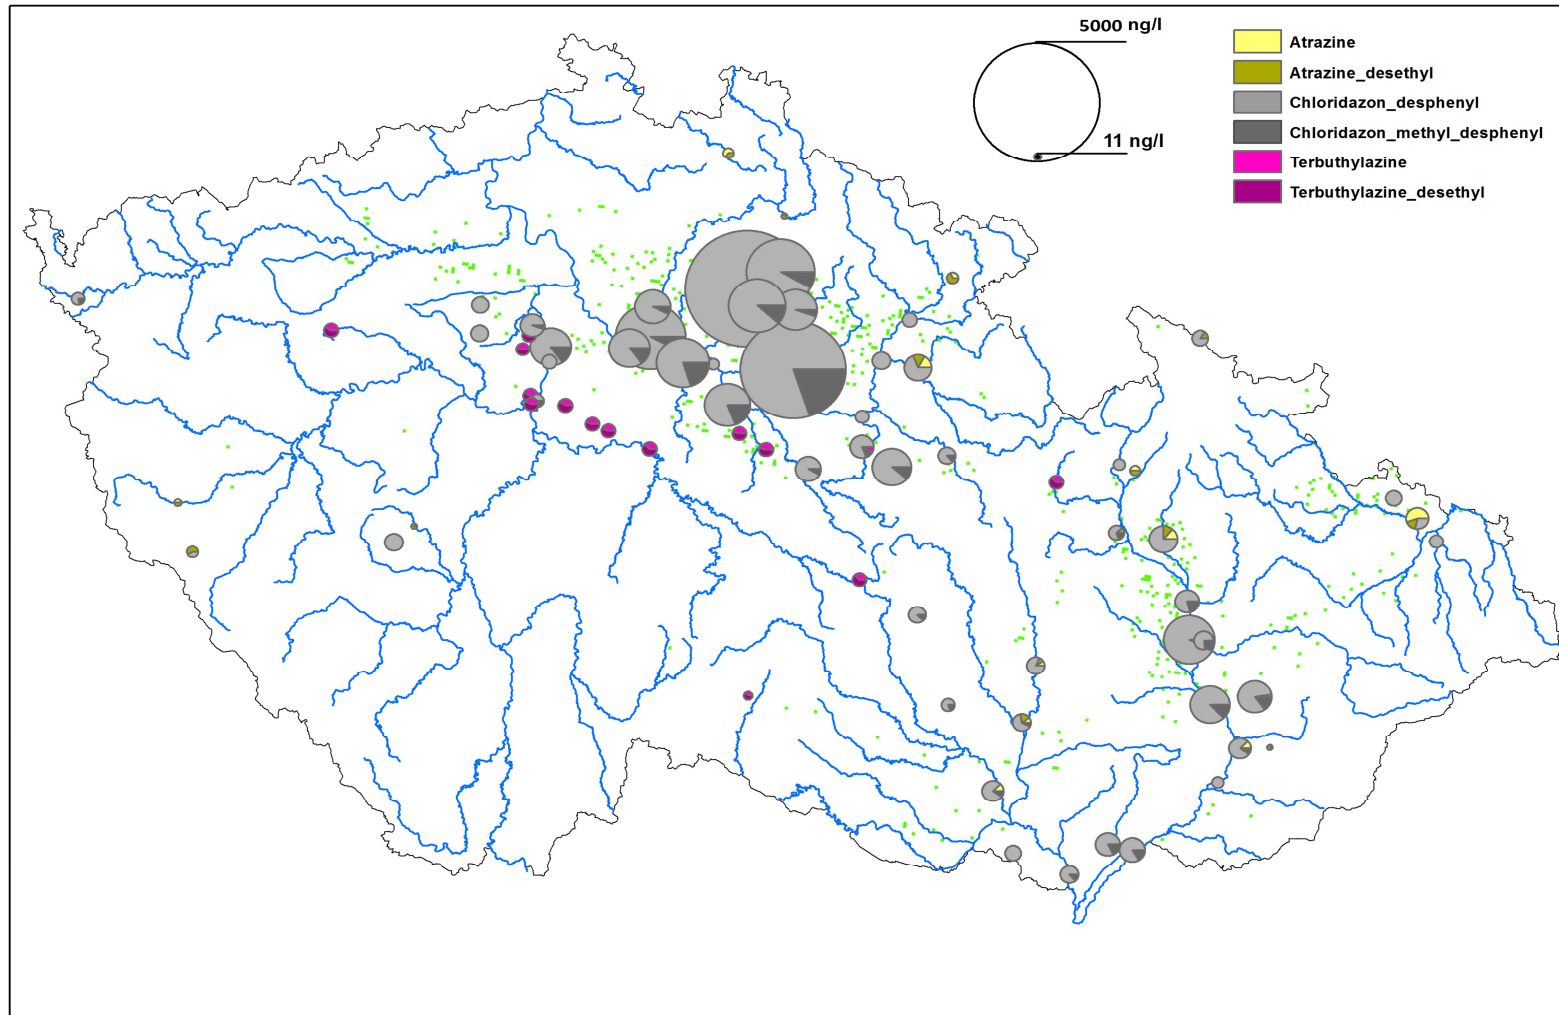 5000 ng/l
11 ng/l
Atrazine
Atrazine_desethyl
Chloridazon_desphenyl
Chloridazon_methyl_desphenyl
Terbuthylazine
Terbuthylazine_desethyl